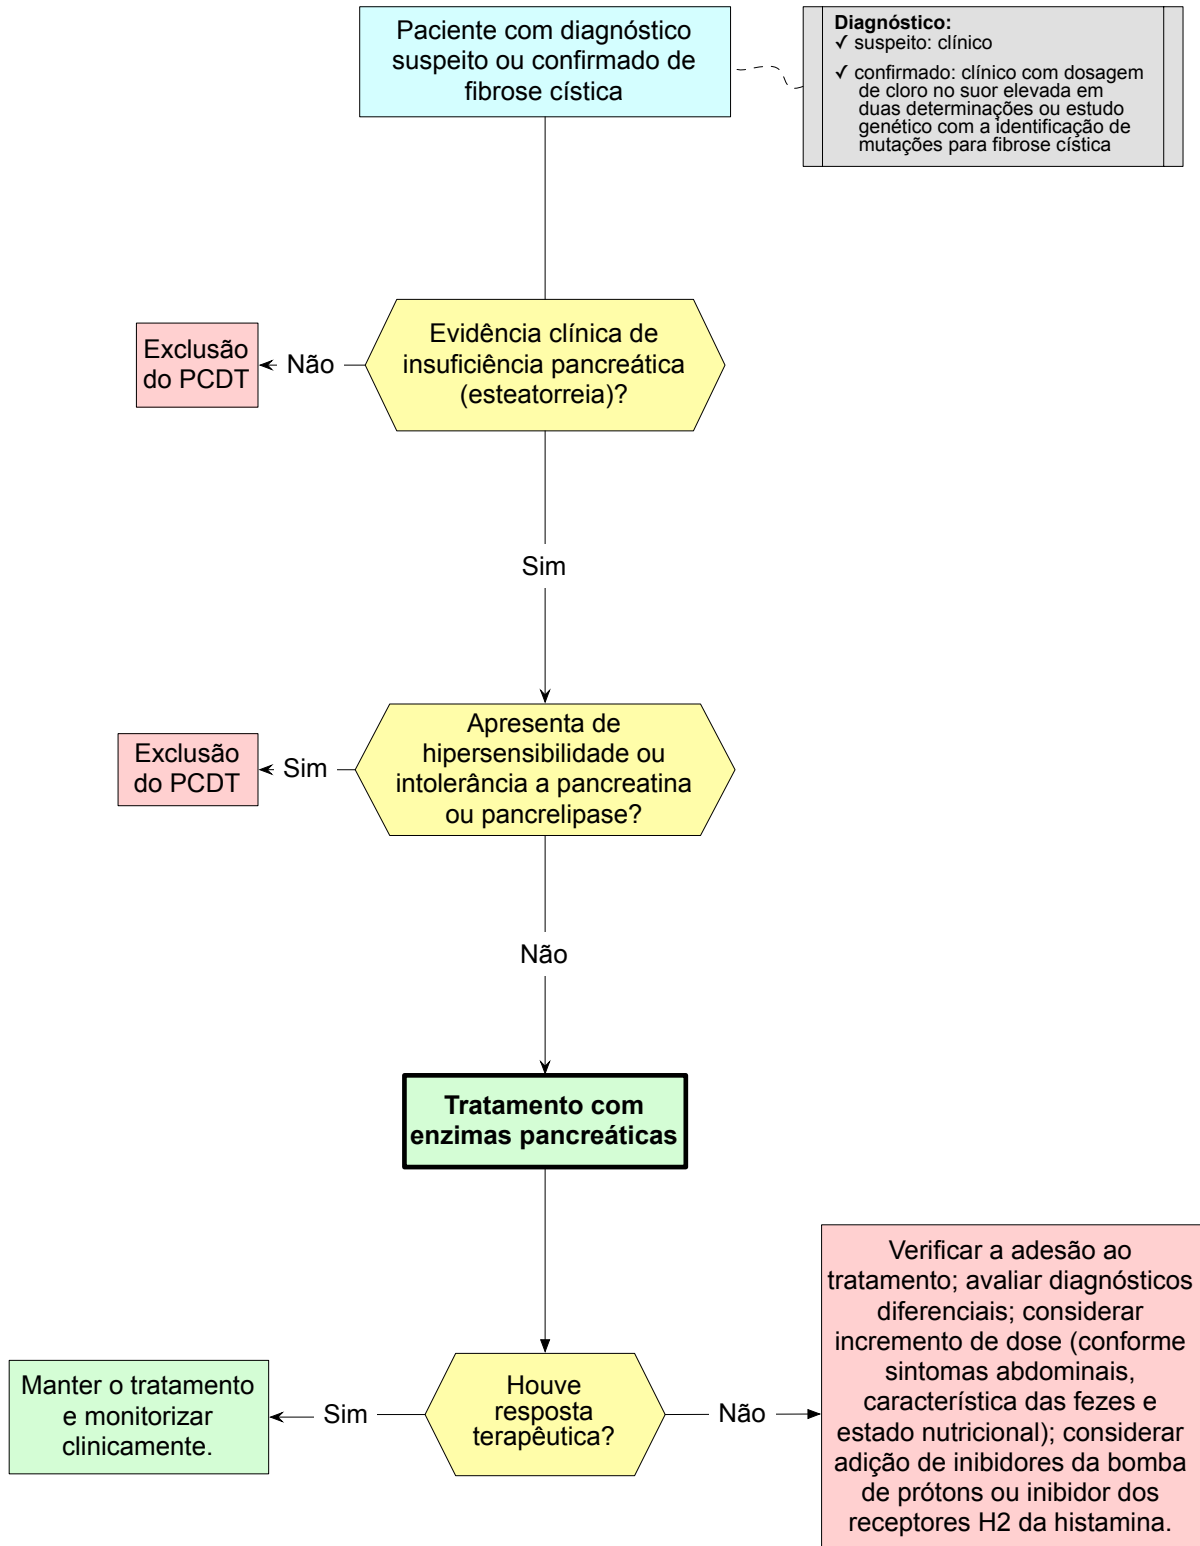 Paciente com diagnóstico
suspeito ou confirmado de
fibrose cística
Diagnóstico:
✓ suspeito: clínico
✓ confirmado: clínico com dosagem
de cloro no suor elevada em
duas determinações ou estudo
genético com a identificação de
mutações para fibrose cística
Evidência clínica de
insuficiência pancreática
(esteatorreia)?
Não
Exclusão
do PCDT
Sim
Apresenta de
hipersensibilidade ou
intolerância a pancreatina
ou pancrelipase?
Sim
Exclusão
do PCDT
Não
Tratamento com
enzimas pancreáticas
Houve
resposta
terapêutica?
Sim
Manter o tratamento
e monitorizar
clinicamente.
Não
Verificar a adesão ao
tratamento; avaliar diagnósticos
diferenciais; considerar
incremento de dose (conforme
sintomas abdominais,
característica das fezes e
estado nutricional); considerar
adição de inibidores da bomba
de prótons ou inibidor dos
receptores H2 da histamina.